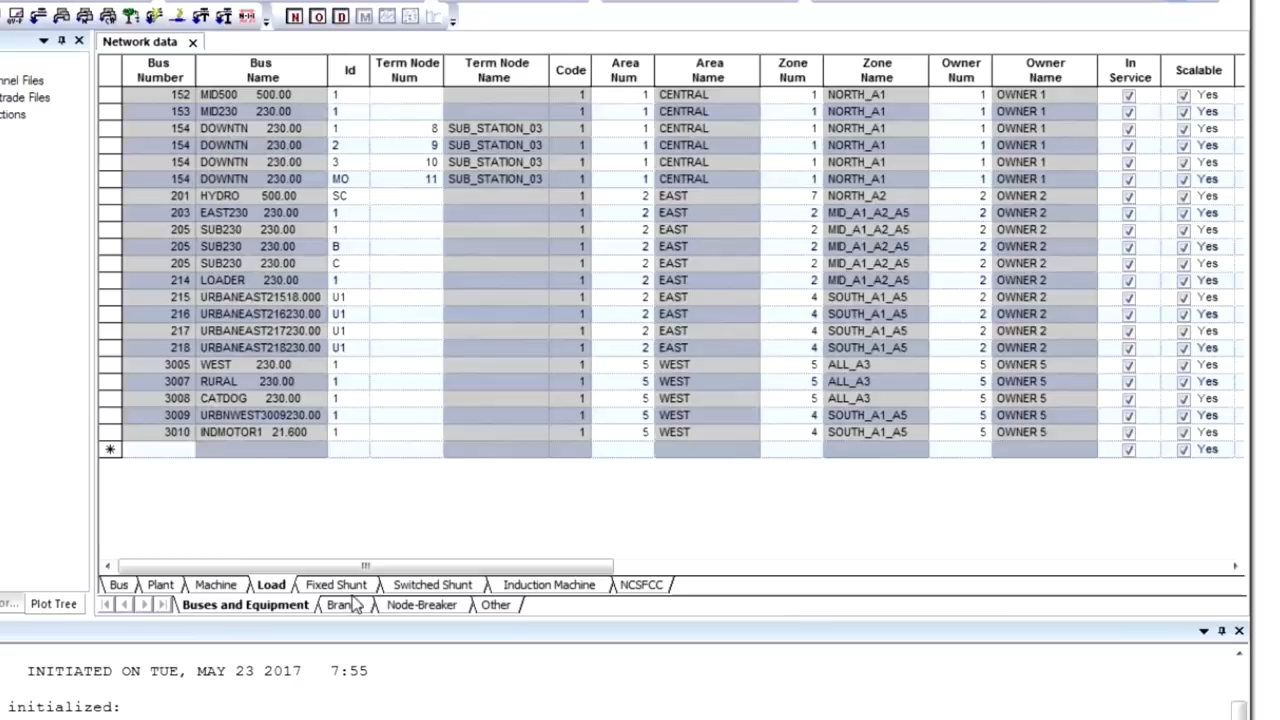 N O D M
Network data
nnel Files
trade Files
ctions
Bus Number Bus Name Id Term Node Num Term Node Name Code Area Num Area Name Zone Num Zone Name Owner Num Owner Name In Service Scalable
152 MID500 500.00 1 1 1 CENTRAL 1 NORTH_A1 1 OWNER 1 Yes
153 MID230 230.00 1 1 1 CENTRAL 1 NORTH_A1 1 OWNER 1 Yes
154 DOWNTN 230.00 1 8 SUB_STATION_03 1 1 CENTRAL 1 NORTH_A1 1 OWNER 1 Yes
154 DOWNTN 230.00 2 9 SUB_STATION_03 1 1 CENTRAL 1 NORTH_A1 1 OWNER 1 Yes
154 DOWNTN 230.00 3 10 SUB_STATION_03 1 1 CENTRAL 1 NORTH_A1 1 OWNER 1 Yes
154 DOWNTN 230.00 MO 11 SUB_STATION_03 1 1 CENTRAL 1 NORTH_A1 1 OWNER 1 Yes
201 HYDRO 500.00 SC 1 2 EAST 7 NORTH_A2 2 OWNER 2 Yes
203 EAST230 230.00 1 1 2 EAST 2 MID_A1_A2_A5 2 OWNER 2 Yes
205 SUB230 230.00 1 1 2 EAST 2 MID_A1_A2_A5 2 OWNER 2 Yes
205 SUB230 230.00 B 1 2 EAST 2 MID_A1_A2_A5 2 OWNER 2 Yes
205 SUB230 230.00 C 1 2 EAST 2 MID_A1_A2_A5 2 OWNER 2 Yes
214 LOADER 230.00 1 1 2 EAST 2 MID_A1_A2_A5 2 OWNER 2 Yes
215 URBANEAST21518.000 U1 1 2 EAST 4 SOUTH_A1_A5 2 OWNER 2 Yes
216 URBANEAST216230.00 U1 1 2 EAST 4 SOUTH_A1_A5 2 OWNER 2 Yes
217 URBANEAST217230.00 U1 1 2 EAST 4 SOUTH_A1_A5 2 OWNER 2 Yes
218 URBANEAST218230.00 U1 1 2 EAST 4 SOUTH_A1_A5 2 OWNER 2 Yes
3005 WEST 230.00 1 1 5 WEST 5 ALL_A3 5 OWNER 5 Yes
3007 RURAL 230.00 1 1 5 WEST 5 ALL_A3 5 OWNER 5 Yes
3008 CATDOG 230.00 1 1 5 WEST 5 ALL_A3 5 OWNER 5 Yes
3009 URBNWEST3009230.00 1 1 5 WEST 4 SOUTH_A1_A5 5 OWNER 5 Yes
3010 INDMOTOR1 21.600 1 1 5 WEST 4 SOUTH_A1_A5 5 OWNER 5 Yes
* Yes
Bus Plant Machine Load Fixed Shunt Switched Shunt Induction Machine NCSFCC
or... Plot Tree Buses and Equipment Bran Node-Breaker Other
INITIATED ON TUE, MAY 23 2017 7:55
initialized: